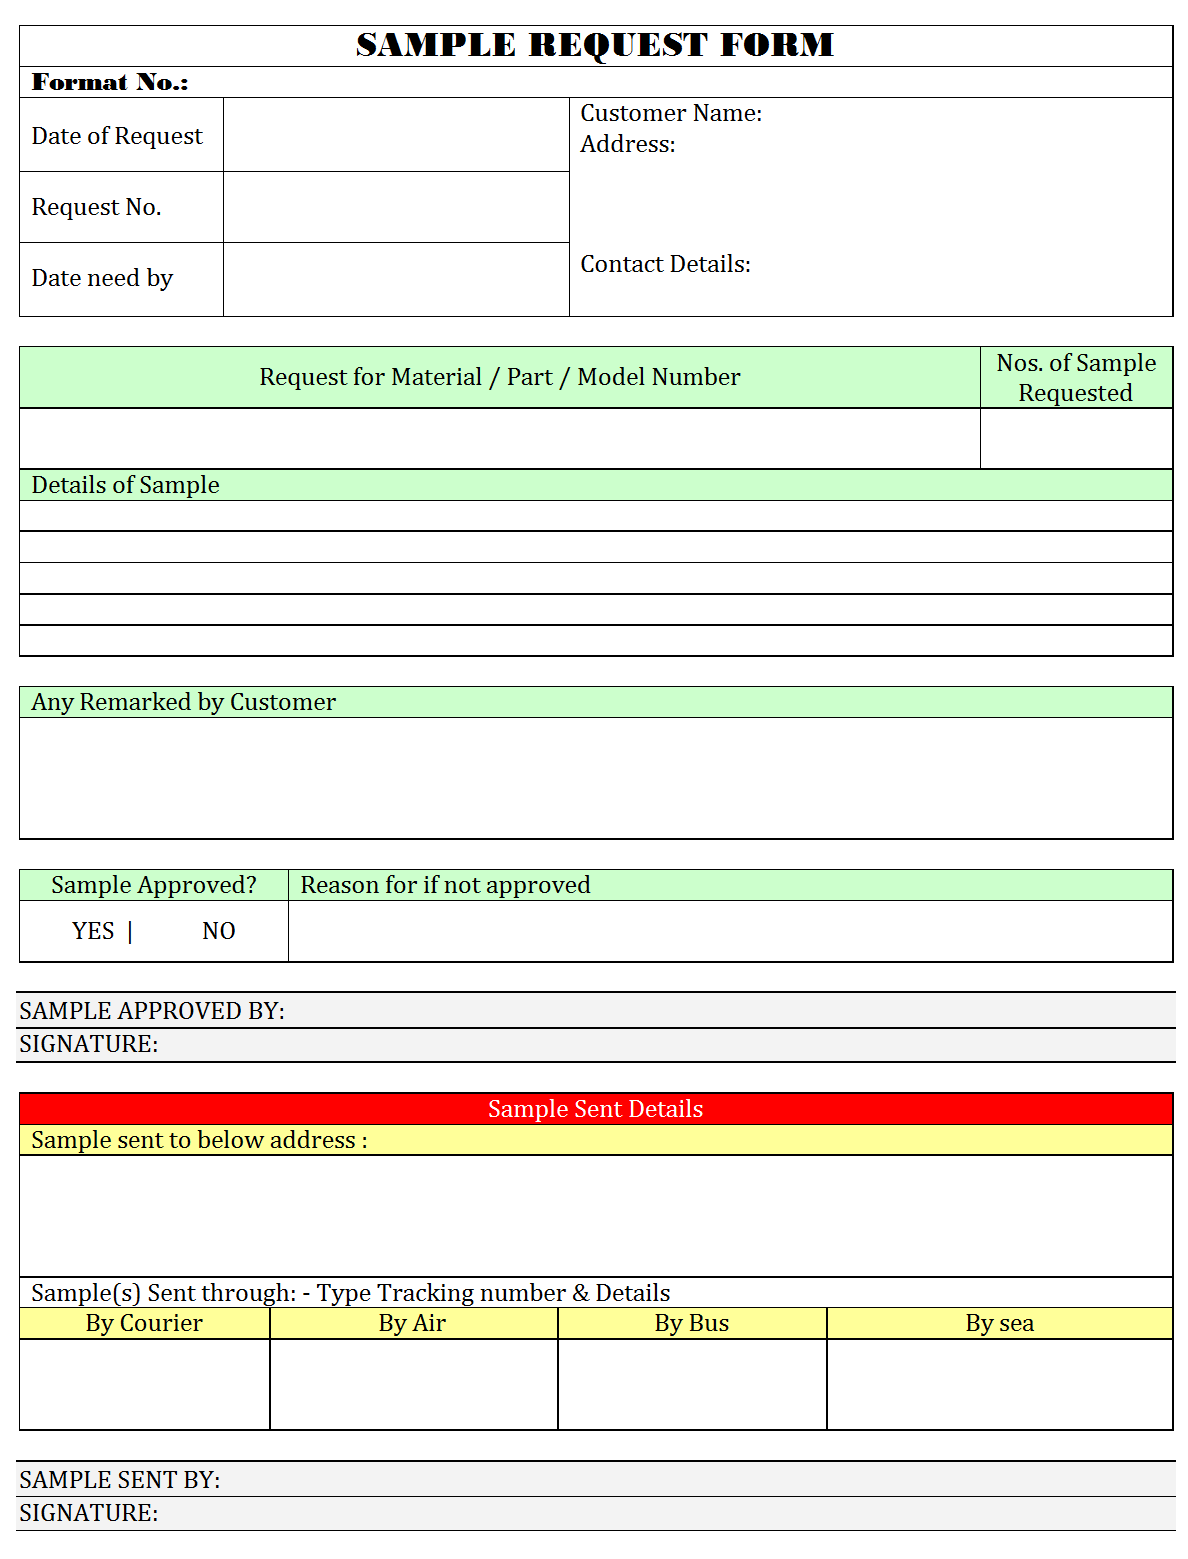 SAMPLE REQUEST FORM
Format No.:
Date of Request
Customer Name:
Address:
Request No.
Date need by
Contact Details:
Request for Material / Part / Model Number
Nos. of Sample
Requested
Details of Sample
Any Remarked by Customer
Sample Approved?
Reason for if not approved
YES | NO
SAMPLE APPROVED BY:
SIGNATURE:
Sample Sent Details
Sample sent to below address :
Sample(s) Sent through: - Type Tracking number & Details
By Courier
By Air
By Bus
By sea
SAMPLE SENT BY:
SIGNATURE: